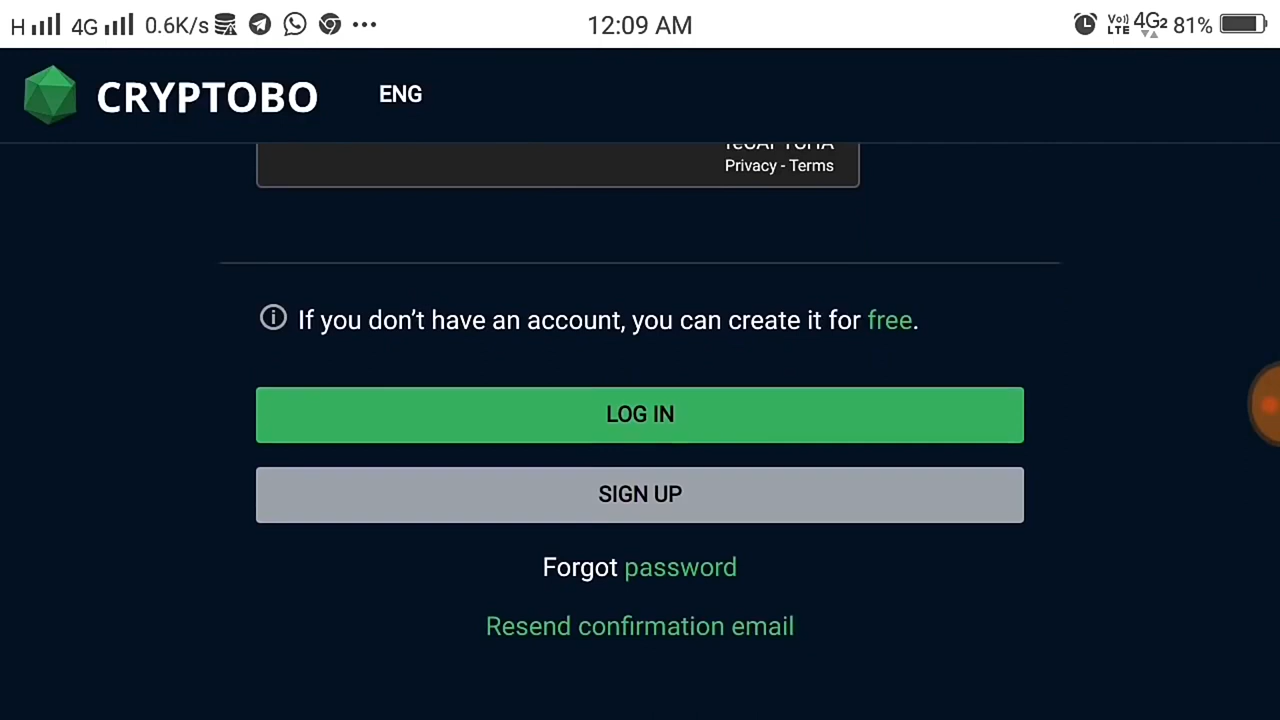 H 4G 0.6K/s 12:09 AM Vo) LTE 4G2 81%
CRYPTOBO ENG
reCAPTCHA
Privacy - Terms
If you don’t have an account, you can create it for free.
LOG IN
SIGN UP
Forgot password
Resend confirmation email